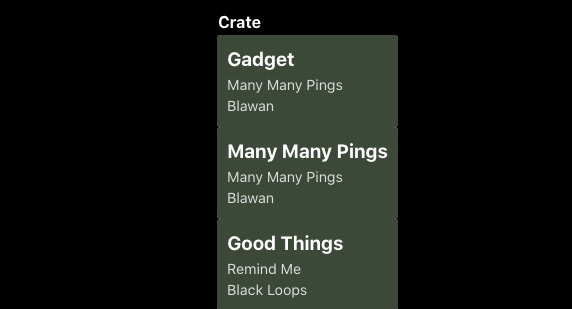 Crate
Gadget
Many Many Pings
Blawan
Many Many Pings
Many Many Pings
Blawan
Good Things
Remind Me
Black Loops